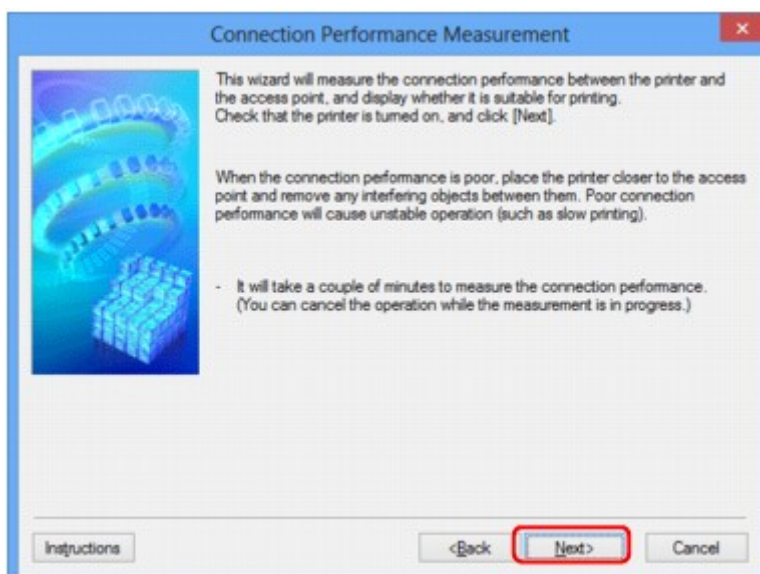 Connection Performance Measurement
This wizard will measure the connection performance between the printer and
the access point, and display whether it is suitable for printing.
Check that the printer is turned on, and click [Next].
When the connection performance is poor, place the printer closer to the access
point and remove any interfering objects between them. Poor connection
performance will cause unstable operation (such as slow printing).
- It will take a couple of minutes to measure the connection performance.
(You can cancel the operation while the measurement is in progress.)
Instructions <Back Next> Cancel